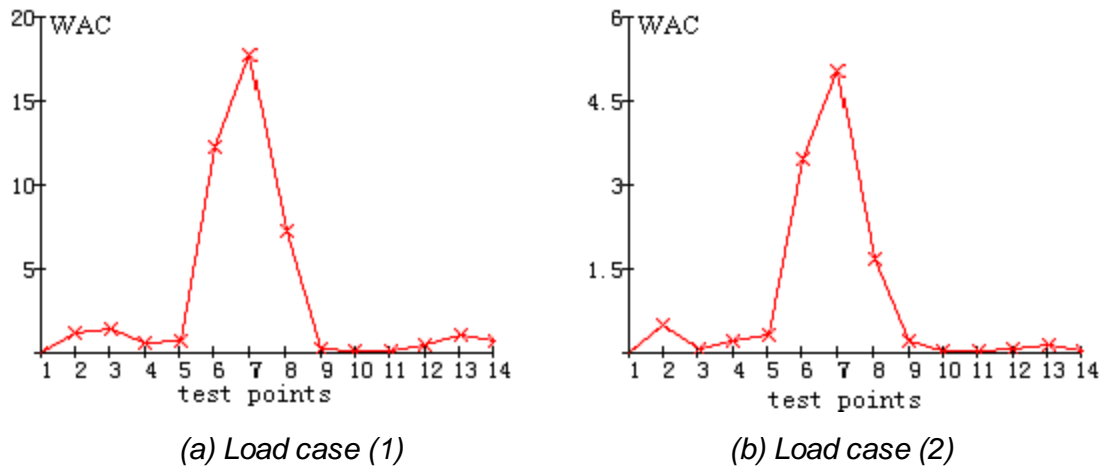 20 WAC
15
10
5
1 2 3 4 5 6 7 8 9 10 11 12 13 14
test points
(a) Load case (1)
6 WAC
4.5
3
1.5
1 2 3 4 5 6 7 8 9 10 11 12 13 14
test points
(b) Load case (2)